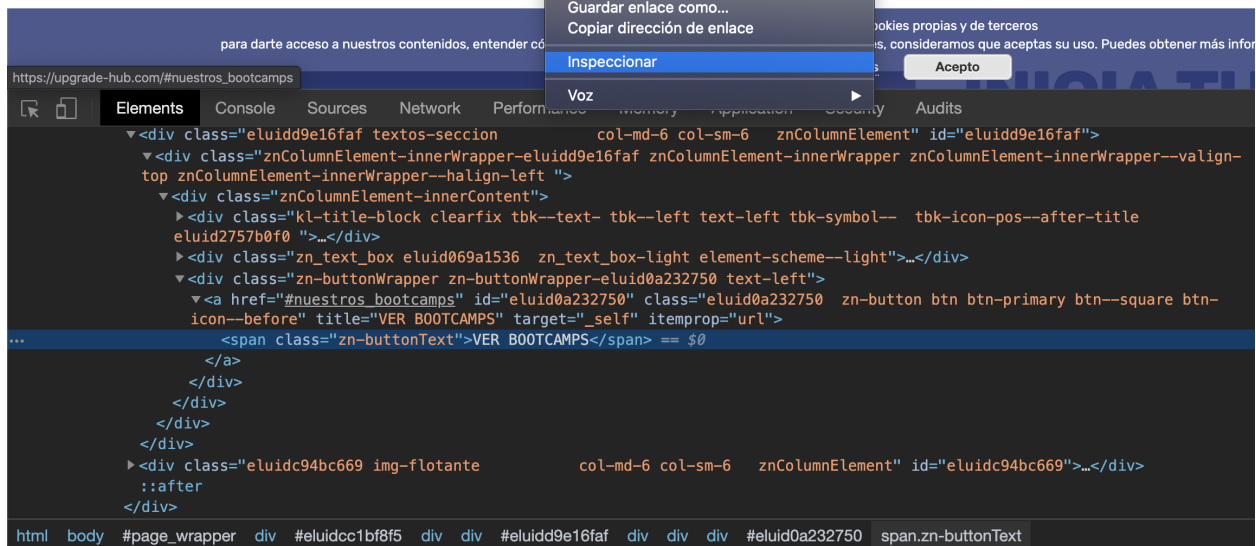 Guardar enlace como...
Copiar dirección de enlace
ookies propias y de terceros
para darte acceso a nuestros contenidos, entender có
es, consideramos que aceptas su uso. Puedes obtener más infor
Inspeccionar
Acepto
https://upgrade-hub.com/#nuestros_bootcamps
INICIA TU
Voz
Elements Console Sources Network Performance Memory Application Security Audits
<div class="eluidd9e16faf textos-seccion col-md-6 col-sm-6 znColumnElement" id="eluidd9e16faf">
<div class="znColumnElement-innerWrapper-eluidd9e16faf znColumnElement-innerWrapper znColumnElement-innerWrapper--valign-
top znColumnElement-innerWrapper--halign-left ">
<div class="znColumnElement-innerContent">
<div class="kl-title-block clearfix tbk--text- tbk--left text-left tbk-symbol-- tbk-icon-pos--after-title
eluid2757b0f0 ">…</div>
<div class="zn_text_box eluid069a1536 zn_text_box-light element-scheme--light">…</div>
<div class="zn-buttonWrapper zn-buttonWrapper-eluid0a232750 text-left">
<a href="#nuestros_bootcamps" id="eluid0a232750" class="eluid0a232750 zn-button btn btn-primary btn--square btn-
icon--before" title="VER BOOTCAMPS" target="_self" itemprop="url">
<span class="zn-buttonText">VER BOOTCAMPS</span> == $0
</a>
</div>
</div>
</div>
</div>
<div class="eluidc94bc669 img-flotante col-md-6 col-sm-6 znColumnElement" id="eluidc94bc669">…</div>
::after
</div>
html body #page_wrapper div #eluidcc1bf8f5 div div #eluidd9e16faf div div div #eluid0a232750 span.zn-buttonText